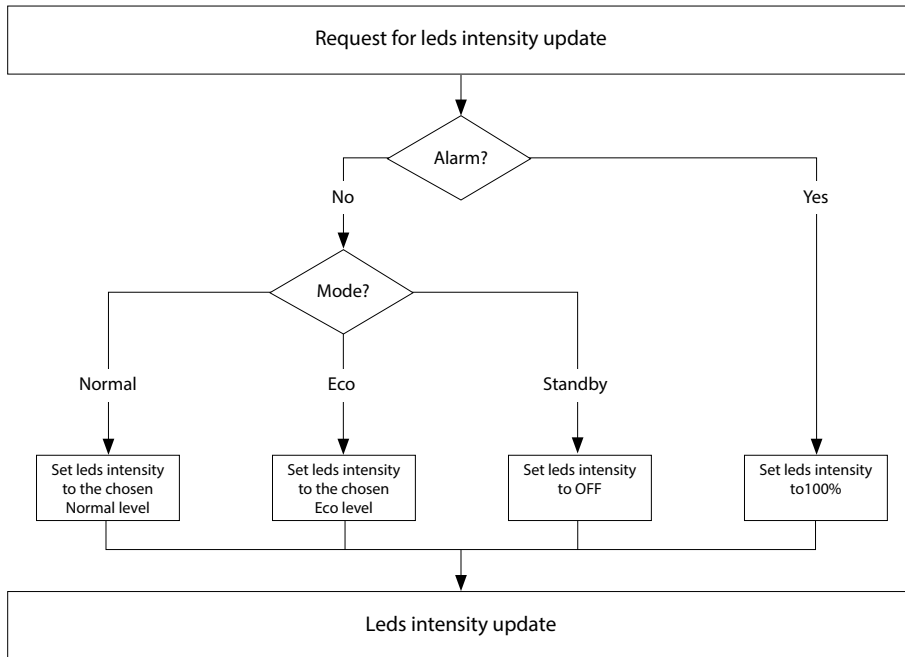 Request for leds intensity update
Alarm?
No
Yes
Mode?
Normal
Eco
Standby
Set leds intensity
to the chosen
Normal level
Set leds intensity
to the chosen
Eco level
Set leds intensity
to OFF
Set leds intensity
to100%
Leds intensity update